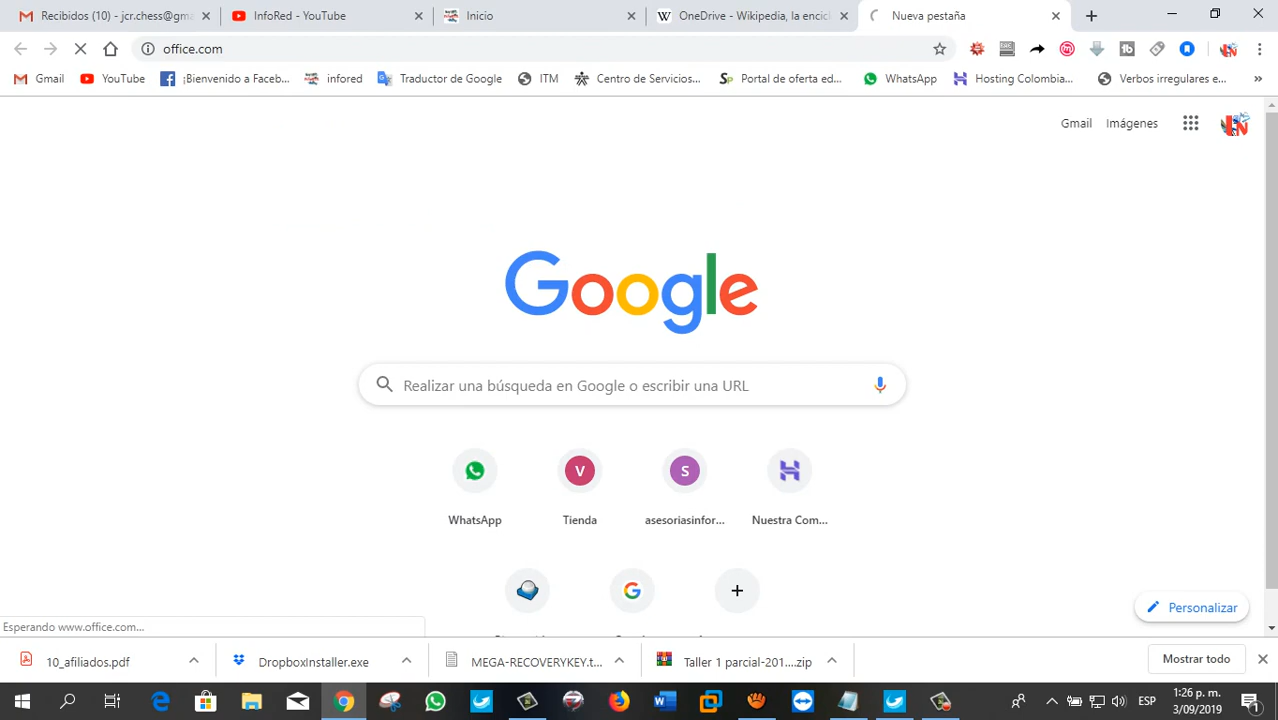 Recibidos (10) - jcr.chess@gma
InfoRed - YouTube
Inicio
W OneDrive - Wikipedia, la encicl
Nueva pestaña
office.com
Gmail
YouTube
¡Bienvenido a Faceb...
infored
Traductor de Google
ITM
Centro de Servicios...
Portal de oferta ed...
WhatsApp
Hosting Colombia...
Verbos irregulares e...
»
Gmail
Imágenes
Google
Realizar una búsqueda en Google o escribir una URL
V
S
WhatsApp
Tienda
asesoriasinfor...
Nuestra Com...
G
Personalizar
Esperando www.office.com...
10_afiliados.pdf
DropboxInstaller.exe
MEGA-RECOVERYKEY.t...
Taller 1 parcial-201....zip
Mostrar todo
ESP
1:26 p. m.
3/09/2019
1